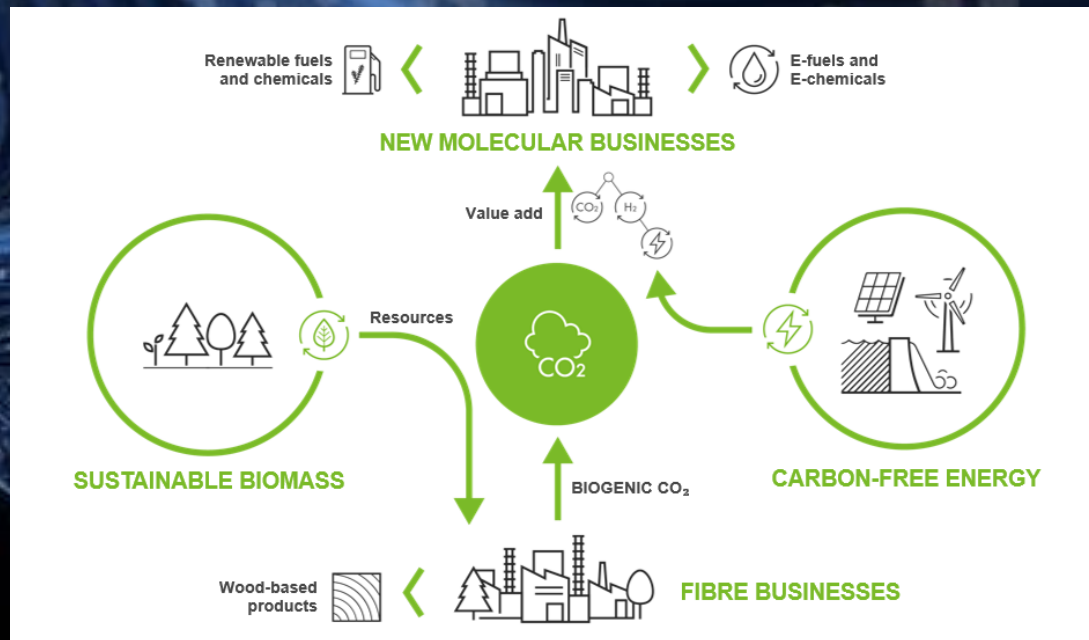 Renewable fuels
and chemicals
E-fuels and
E-chemicals
NEW MOLECULAR BUSINESSES
Value add
CO₂
H₂
Resources
CO₂
SUSTAINABLE BIOMASS
CARBON-FREE ENERGY
BIOGENIC CO₂
Wood-based
products
FIBRE BUSINESSES